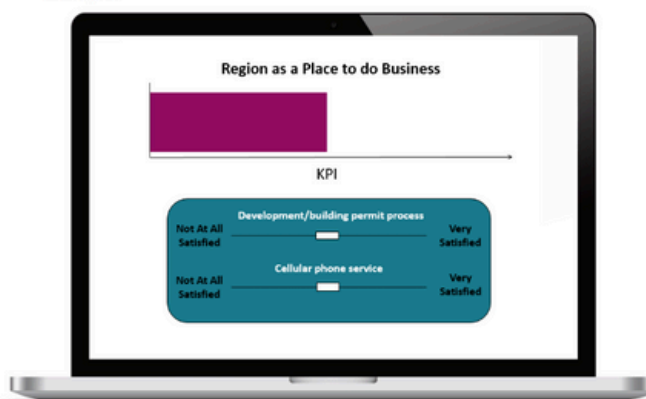 Region as a Place to do Business
KPI
Development/building permit process
Not At All
Satisfied
Very
Satisfied
Cellular phone service
Not At All
Satisfied
Very
Satisfied